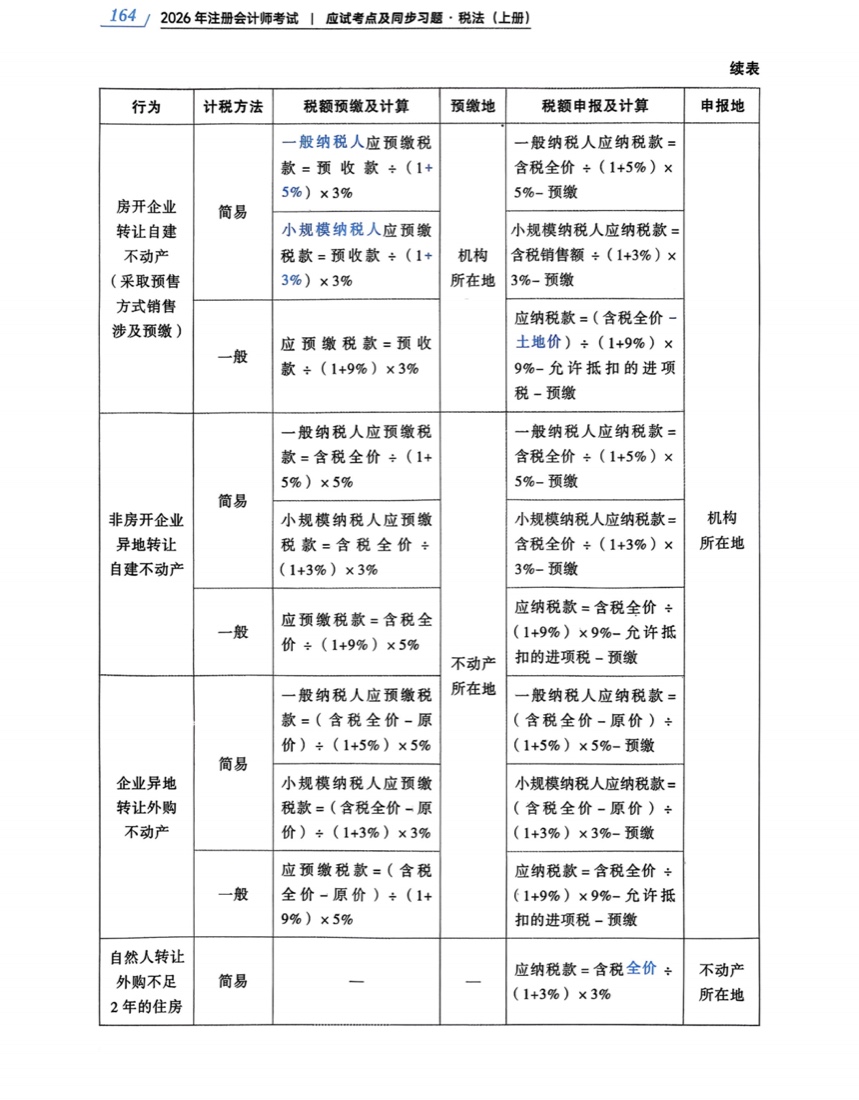 164 2026年注册会计师考试 | 应试考点及同步习题·税法（上册）
续表
行为
计税方法
税额预缴及计算
预缴地
税额申报及计算
申报地
房开企业
转让自建
不动产
（采取预售
方式销售
涉及预缴）
简易
一般纳税人应预缴税
款=预收款÷（1+
5%）×3%
小规模纳税人应预缴
税款=预收款÷（1+
3%）×3%
机构
所在地
一般纳税人应纳税款=
含税全价÷（1+5%）×
5%-预缴
小规模纳税人应纳税款=
含税销售额÷（1+3%）×
3%-预缴
一般
应预缴税款=预收
款÷（1+9%）×3%
应纳税款=（含税全价-
土地价）÷（1+9%）×
9%-允许抵扣的进项
税-预缴
机构
所在地
非房开企业
异地转让
自建不动产
简易
一般纳税人应预缴税
款=含税全价÷（1+
5%）×5%
小规模纳税人应预缴
税款=含税全价÷
（1+3%）×3%
不动产
所在地
一般纳税人应纳税款=
含税全价÷（1+5%）×
5%-预缴
小规模纳税人应纳税款=
含税全价÷（1+3%）×
3%-预缴
一般
应预缴税款=含税全
价÷（1+9%）×5%
应纳税款=含税全价÷
（1+9%）×9%-允许抵
扣的进项税-预缴
企业异地
转让外购
不动产
简易
一般纳税人应预缴税
款=（含税全价-原
价）÷（1+5%）×5%
小规模纳税人应预缴
税款=（含税全价-原
价）÷（1+3%）×3%
一般纳税人应纳税款=
（含税全价-原价）÷
（1+5%）×5%-预缴
小规模纳税人应纳税款=
（含税全价-原价）÷
（1+3%）×3%-预缴
一般
应预缴税款=（含税
全价-原价）÷（1+
9%）×5%
应纳税款=含税全价÷
（1+9%）×9%-允许抵
扣的进项税-预缴
自然人转让
外购不足
2年的住房
简易
—
—
应纳税款=含税全价÷
（1+3%）×3%
不动产
所在地